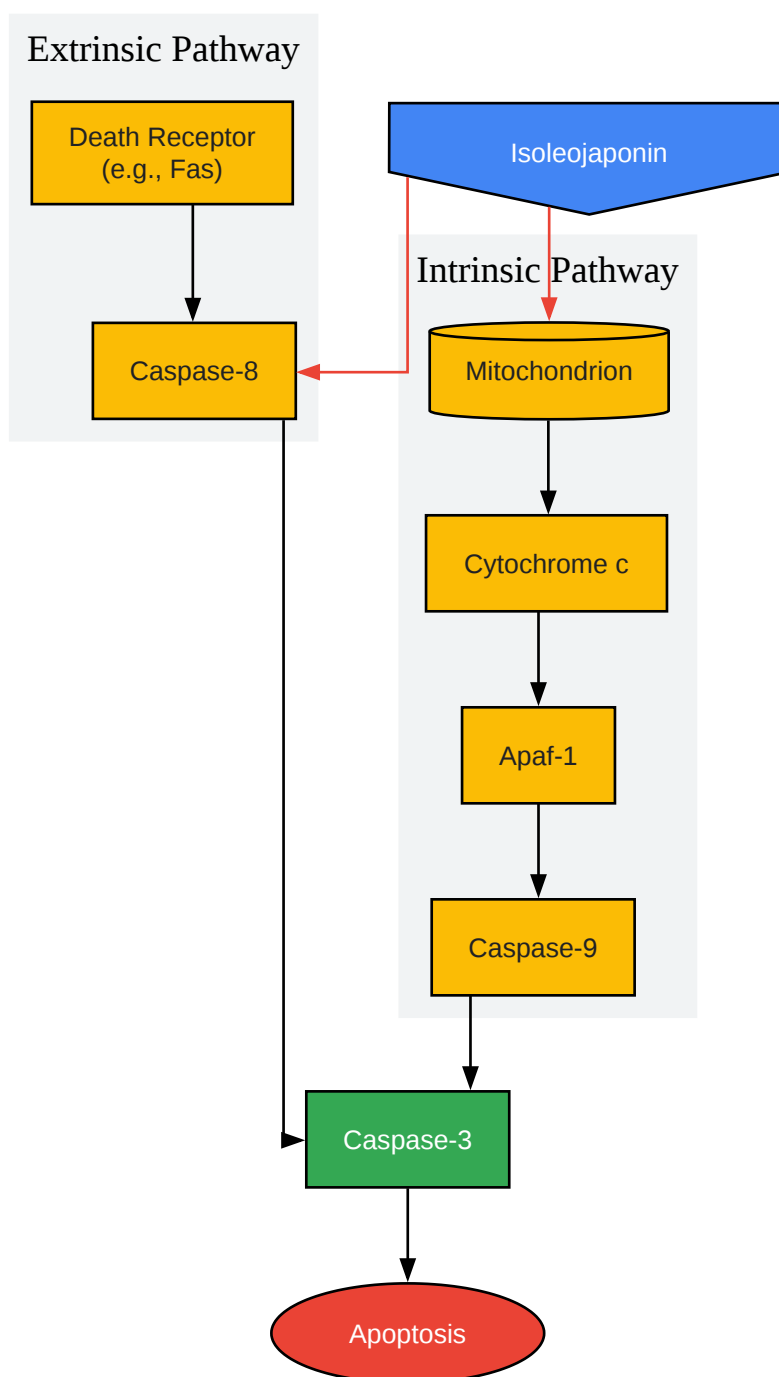 Extrinsic Pathway
Death Receptor
(e.g., Fas)
Isoleojaponin
Intrinsic Pathway
Caspase-8
Mitochondrion
Cytochrome c
Apaf-1
Caspase-9
Caspase-3
Apoptosis